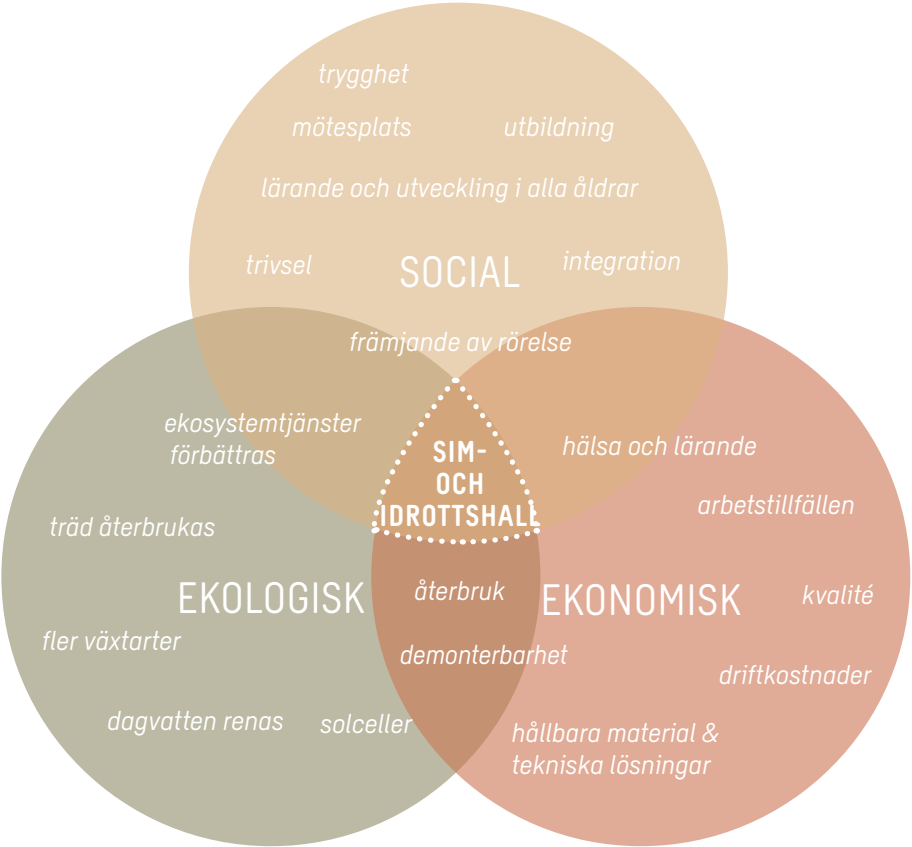 trygghet
mötesplats
utbildning
lärande och utveckling i alla åldrar
trivsel
SOCIAL
integration
främjande av rörelse
ekosystemtjänster
förbättras
SIM-
OCH
IDROTTSHALL
hälsa och lärande
arbetstillfällen
träd återbrukas
EKOLOGISK
återbruk
EKONOMISK
kvalité
fler växtarter
demonterbarhet
driftkostnader
dagvatten renas
solceller
hållbara material &
tekniska lösningar